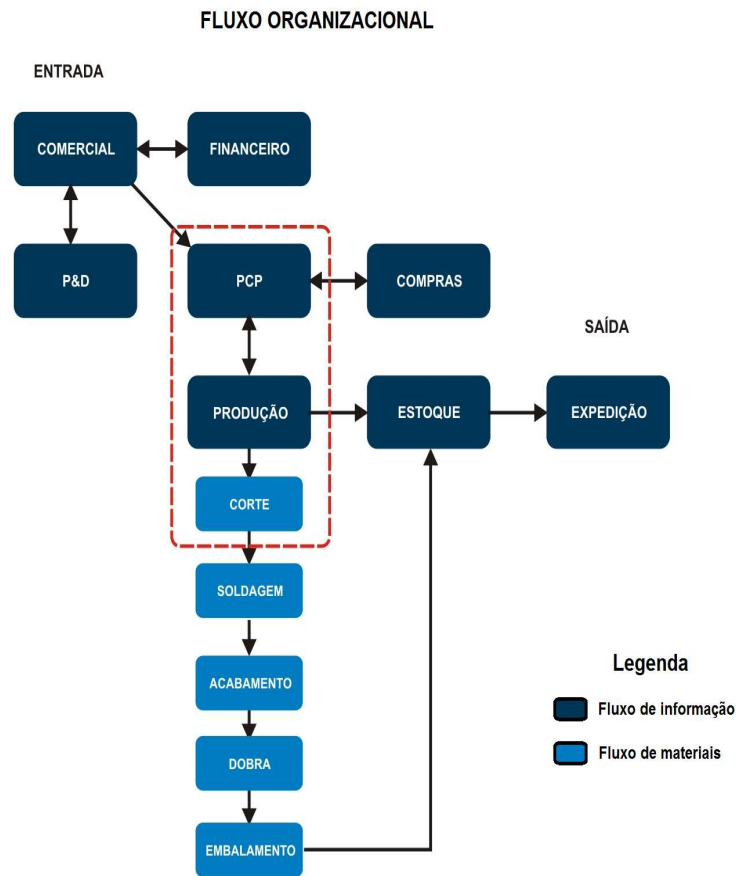 FLUXO ORGANIZACIONAL
ENTRADA
COMERCIAL
FINANCEIRO
P&D
PCP
COMPRAS
SAÍDA
PRODUÇÃO
ESTOQUE
EXPEDIÇÃO
CORTE
SOLDAGEM
ACABAMENTO
DOBRA
EMBALAMENTO
Legenda
Fluxo de informação
Fluxo de materiais